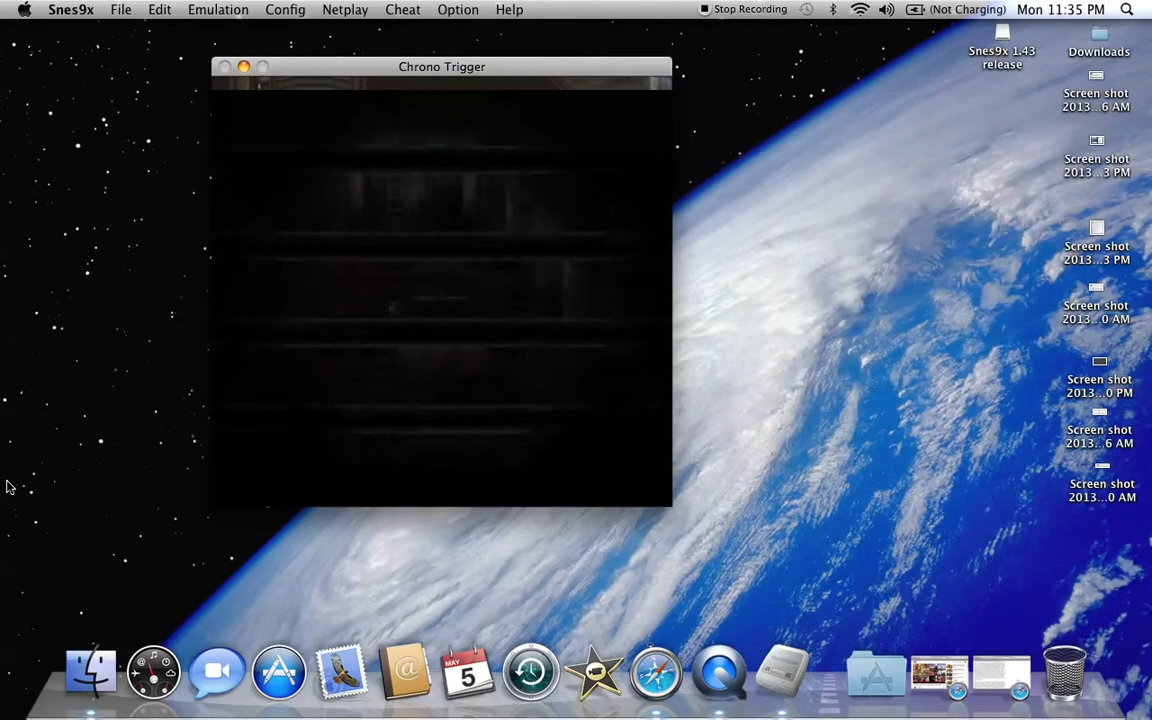 Snes9x File Edit Emulation Config Netplay Cheat Option Help Stop Recording (Not Charging) Mon 11:35 PM
Chrono Trigger
Snes9x 1.43
release
Downloads
Screen shot
2013...6 AM
Screen shot
2013...3 PM
Screen shot
2013...3 PM
Screen shot
2013...0 AM
Screen shot
2013...0 PM
Screen shot
2013...6 AM
Screen shot
2013...0 AM
MAY
5